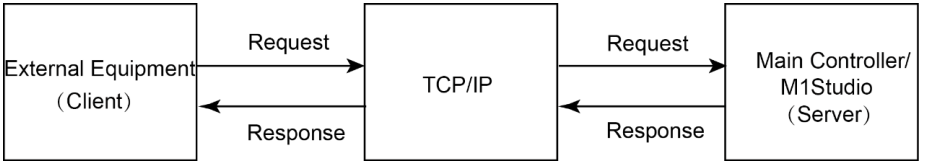 External Equipment
（Client）
Request
Response
TCP/IP
Request
Response
Main Controller/
M1Studio
（Server）